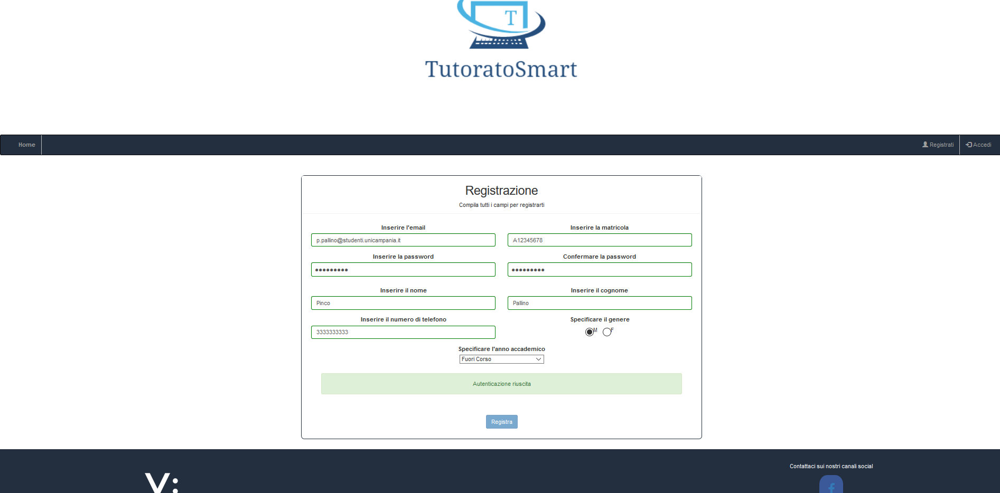 T
TutoratoSmart
Home
Registrati
Accedi
Registrazione
Compila tutti i campi per registrarti
Inserire l'email
Inserire la matricola
p.pallino@studenti.unicampania.it
A12345678
Inserire la password
Confermare la password
●●●●●●●●●
●●●●●●●●●
Inserire il nome
Inserire il cognome
Pinco
Pallino
Inserire il numero di telefono
Specificare il genere
3333333333
M
F
Specificare l'anno accademico
Fuori Corso
Autenticazione riuscita
Registra
Contattaci sui nostri canali social
V:
f